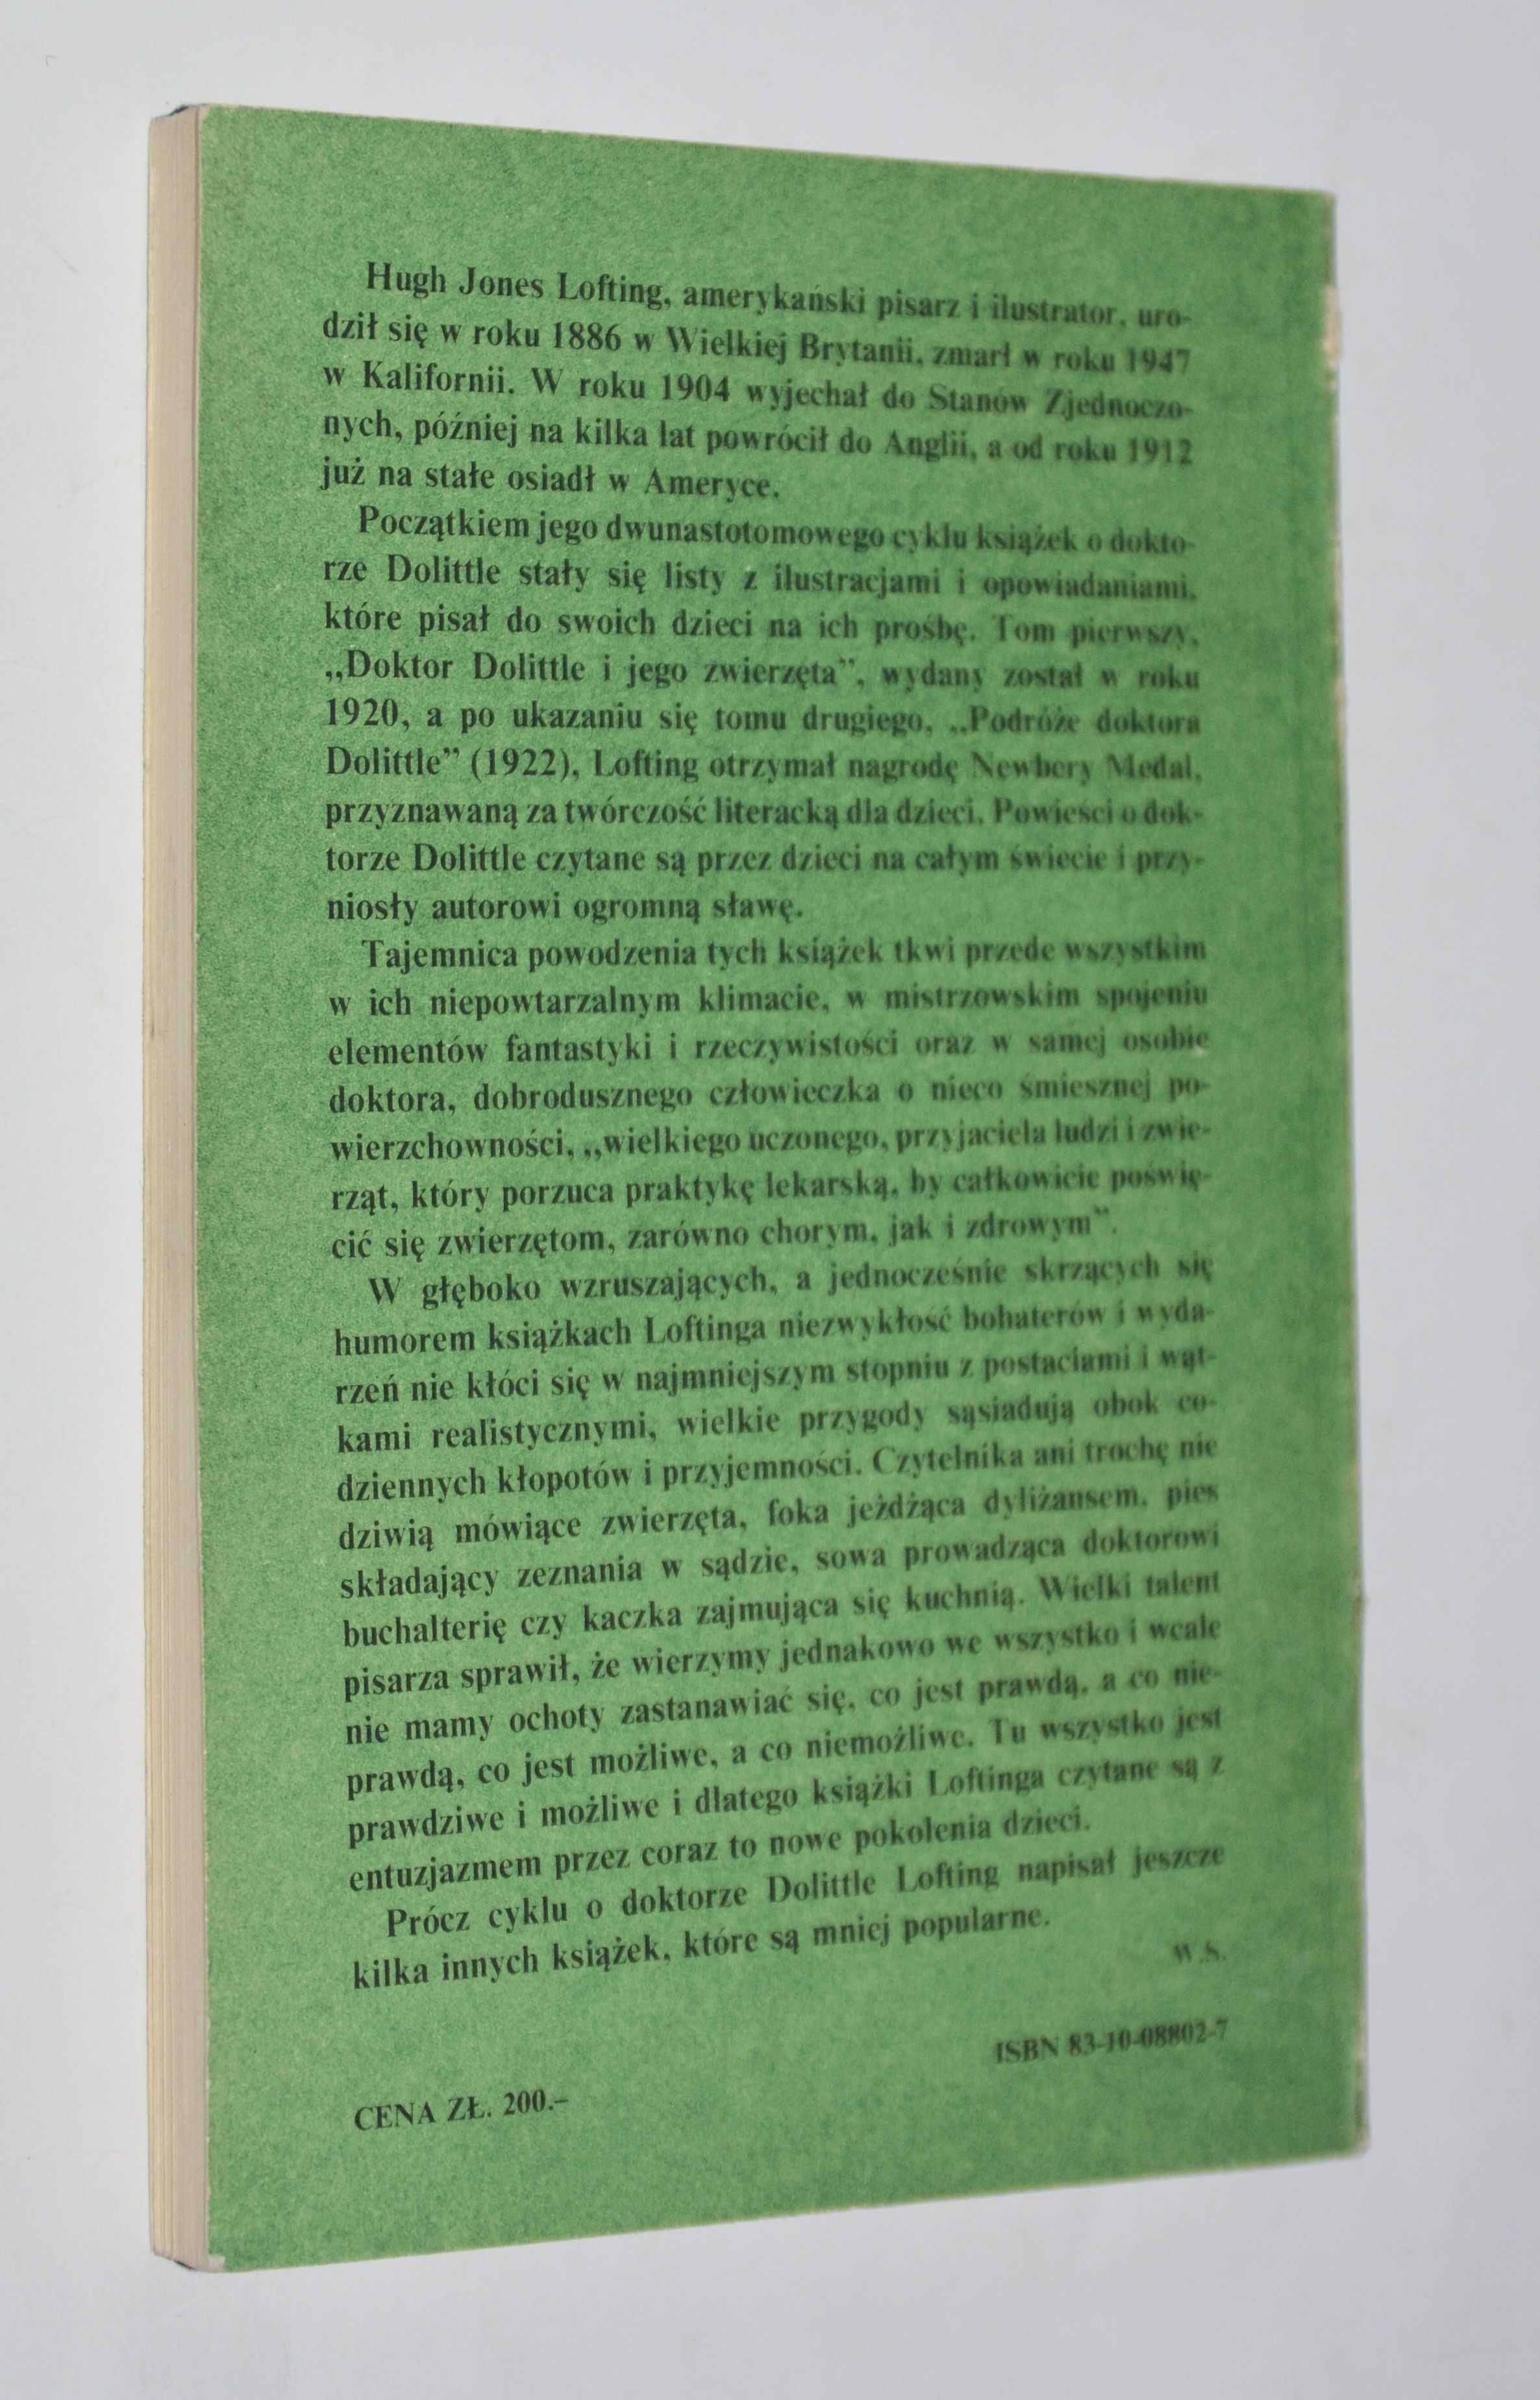 Hugh Jones Lofting, amerykański pisarz i ilustrator, uro-
dził się w roku 1886 w Wielkiej Brytanii, zmarł w roku 1947
w Kalifornii. W roku 1904 wyjechał do Stanów Zjednoczo-
nych, później na kilka lat powrócił do Anglii, a od roku 1912
już na stałe osiadł w Ameryce.
Początkiem jego dwunastotomowego cyklu książek o dokto-
rze Dolittle stały się listy z ilustracjami i opowiadaniami,
które pisał do swoich dzieci na ich prośbę. Tom pierwszy,
„Doktor Dolittle i jego zwierzęta”, wydany został w roku
1920, a po ukazaniu się tomu drugiego, „Podróże doktora
Dolittle” (1922), Lofting otrzymał nagrodę Newbery Medal,
przyznawaną za twórczość literacką dla dzieci. Powieści o dok-
torze Dolittle czytane są przez dzieci na całym świecie i przy-
niosły autorowi ogromną sławę.
Tajemnica powodzenia tych książek tkwi przede wszystkim
w ich niepowtarzalnym klimacie, w mistrzowskim spojeniu
elementów fantastyki i rzeczywistości oraz w samej osobie
doktora, dobrodusznego człowieczka o nieco śmiesznej po-
wierzchowności, „wielkiego uczonego, przyjaciela ludzi i zwie-
rząt, który porzuca praktykę lekarską, by całkowicie poświę-
cić się zwierzętom, zarówno chorym, jak i zdrowym”.
W głęboko wzruszających, a jednocześnie skrzących się
humorem książkach Loftinga niezwykłość bohaterów i wyda-
rzeń nie kłóci się w najmniejszym stopniu z postaciami i wąt-
kami realistycznymi, wielkie przygody sąsiadują obok co-
dziennych kłopotów i przyjemności. Czytelnika ani trochę nie
dziwią mówiące zwierzęta, foka jeżdżąca dyliżansem, pies
składający zeznania w sądzie, sowa prowadząca doktorowi
buchalterię czy kaczka zajmująca się kuchnią. Wielki talent
pisarza sprawił, że wierzymy jednakowo we wszystko i wcale
nie mamy ochoty zastanawiać się, co jest prawdą, a co nie-
prawdą, co jest możliwe, a co niemożliwe. Tu wszystko jest
prawdziwe i możliwe i dlatego książki Loftinga czytane są z
entuzjazmem przez coraz to nowe pokolenia dzieci.
Prócz cyklu o doktorze Dolittle Lofting napisał jeszcze
kilka innych książek, które są mniej popularne.
W.S.
ISBN 83-10-08802-7
CENA ZŁ. 200.–